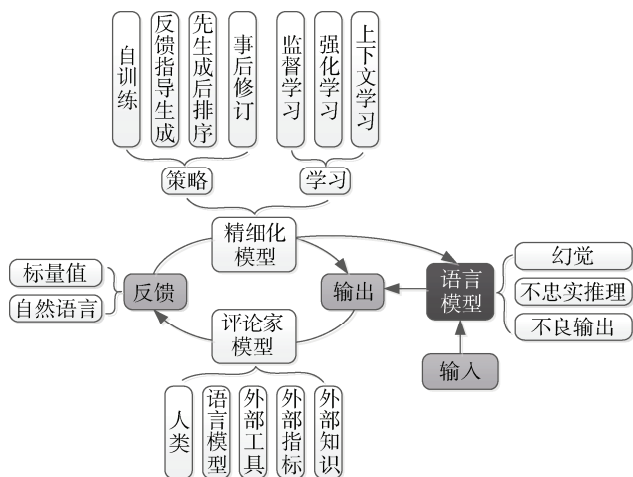 自训练
反馈指导生成
先生成后排序
事后修订
监督学习
强化学习
上下文学习
策略
学习
精细化
模型
标量值
自然语言
反馈
输出
语言
模型
幻觉
不忠实推理
不良输出
评论家
模型
输入
人类
语言模型
外部工具
外部指标
外部知识